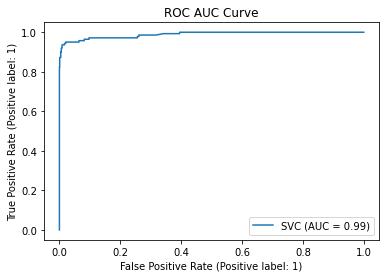 ROC AUC Curve
True Positive Rate (Positive label: 1)
1.0
0.8
0.6
0.4
0.2
0.0
0.0 0.2 0.4 0.6 0.8 1.0
SVC (AUC = 0.99)
False Positive Rate (Positive label: 1)